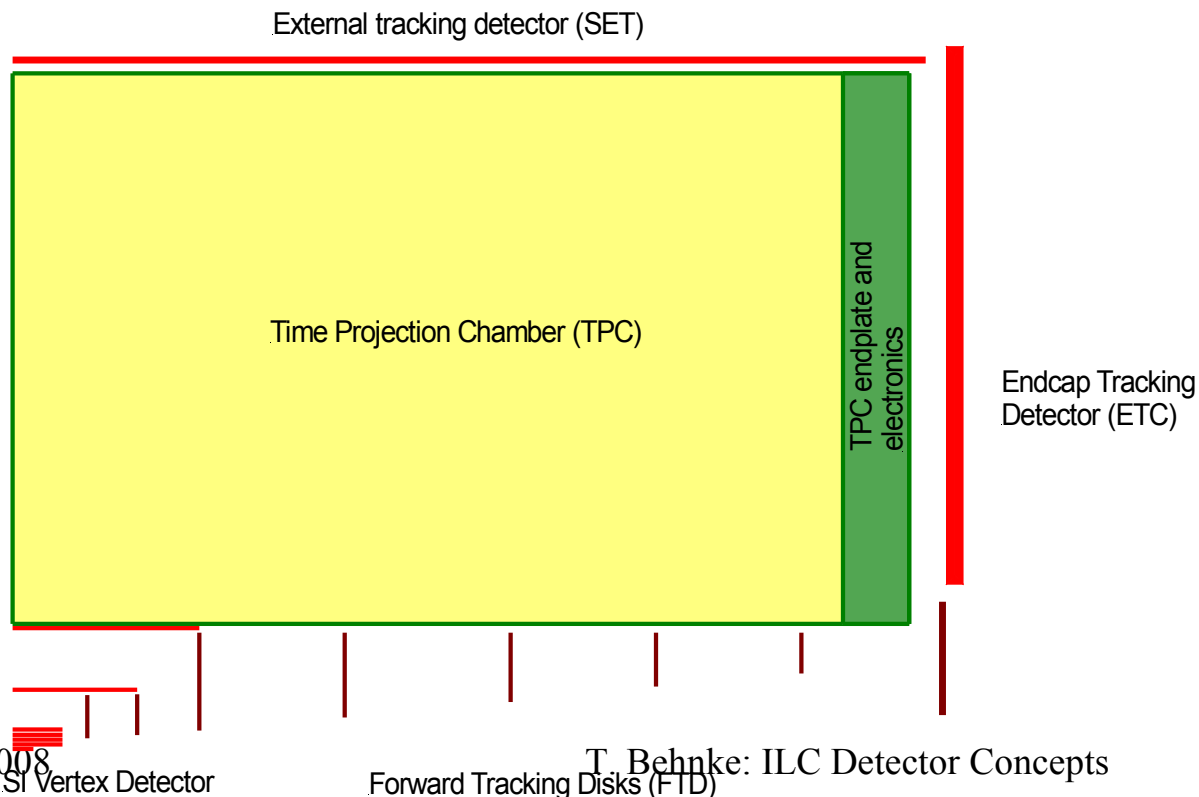 External tracking detector (SET)
Time Projection Chamber (TPC)
TPC endplate and
electronics
Endcap Tracking
Detector (ETC)
008
T. Behnke: ILC Detector Concepts
SI Vertex Detector
Forward Tracking Disks (FTD)